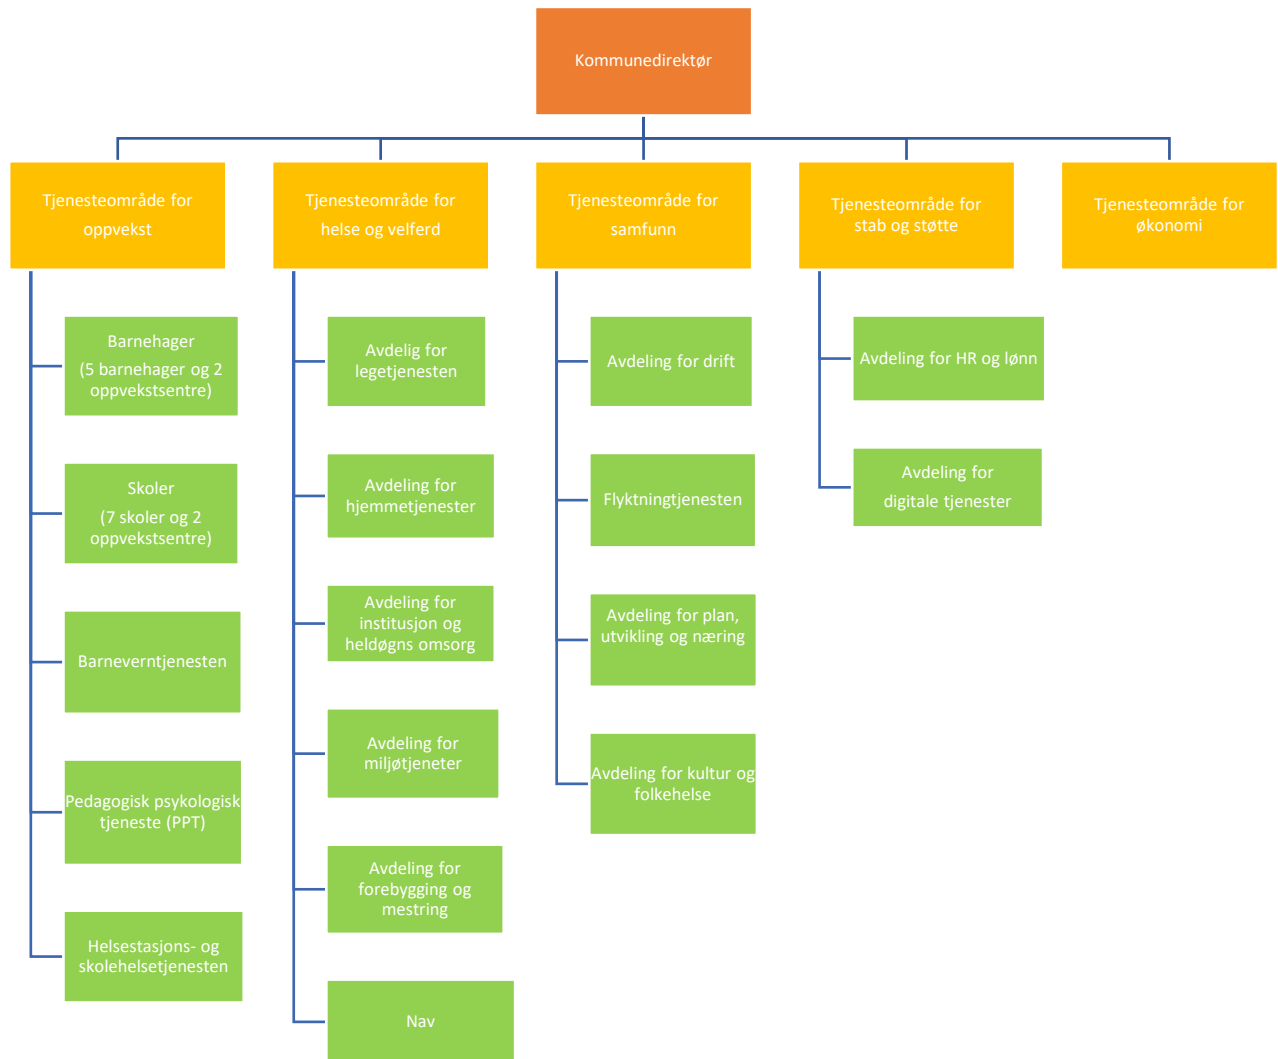 Kommunedirektør
Tjenesteområde for
oppvekst
Tjenesteområde for
helse og velferd
Tjenesteområde for
samfunn
Tjenesteområde for
stab og støtte
Tjenesteområde for
økonomi
Barnehager
(5 barnehager og 2
oppvekstsentre)
Skoler
(7 skoler og 2
oppvekstsentre)
Barneverntjenesten
Pedagogisk psykologisk
tjeneste (PPT)
Helsestasjons- og
skolehelsetjenesten
Avdelig for
legetjenesten
Avdeling for
hjemmetjenester
Avdeling for
institusjon og
heldøgns omsorg
Avdeling for
miljøtjeneter
Avdeling for
forebygging og
mestring
Nav
Avdeling for drift
Flyktningtjenesten
Avdeling for plan,
utvikling og næring
Avdeling for kultur og
folkehelse
Avdeling for HR og lønn
Avdeling for
digitale tjenester